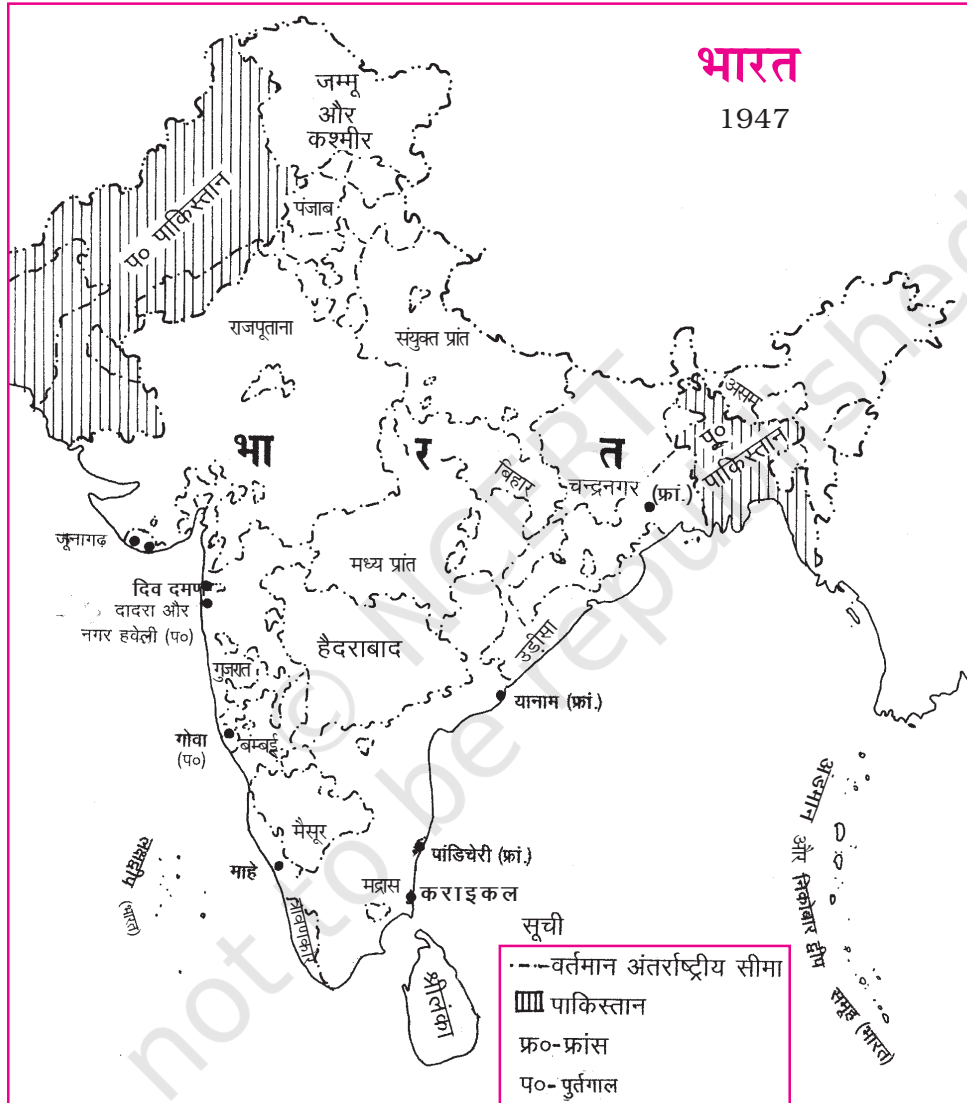 भारत
1947
जम्मू
और
कश्मीर
पंजाब
प० पाकिस्तान
राजपूताना
संयुक्त प्रांत
असम
पू०
पाकिस्तान
भा र त
बिहार
चन्द्रनगर (फ्रां.)
जूनागढ़
मध्य प्रांत
दिव दमण
दादरा और
नगर हवेली (प०)
हैदराबाद
उड़ीसा
गुजरात
यानाम (फ्रां.)
गोवा
(प०)
बम्बई
मैसूर
माहे
पांडिचेरी (फ्रां.)
मद्रास
कराइकल
त्रावणकोर
लक्षद्वीप
(भारत)
अंडमान और निकोबार द्वीप
समूह (भारत)
श्रीलंका
सूची
वर्तमान अंतर्राष्ट्रीय सीमा
पाकिस्तान
फ्र०-फ्रांस
प०- पुर्तगाल
© NCERT
not to be republished